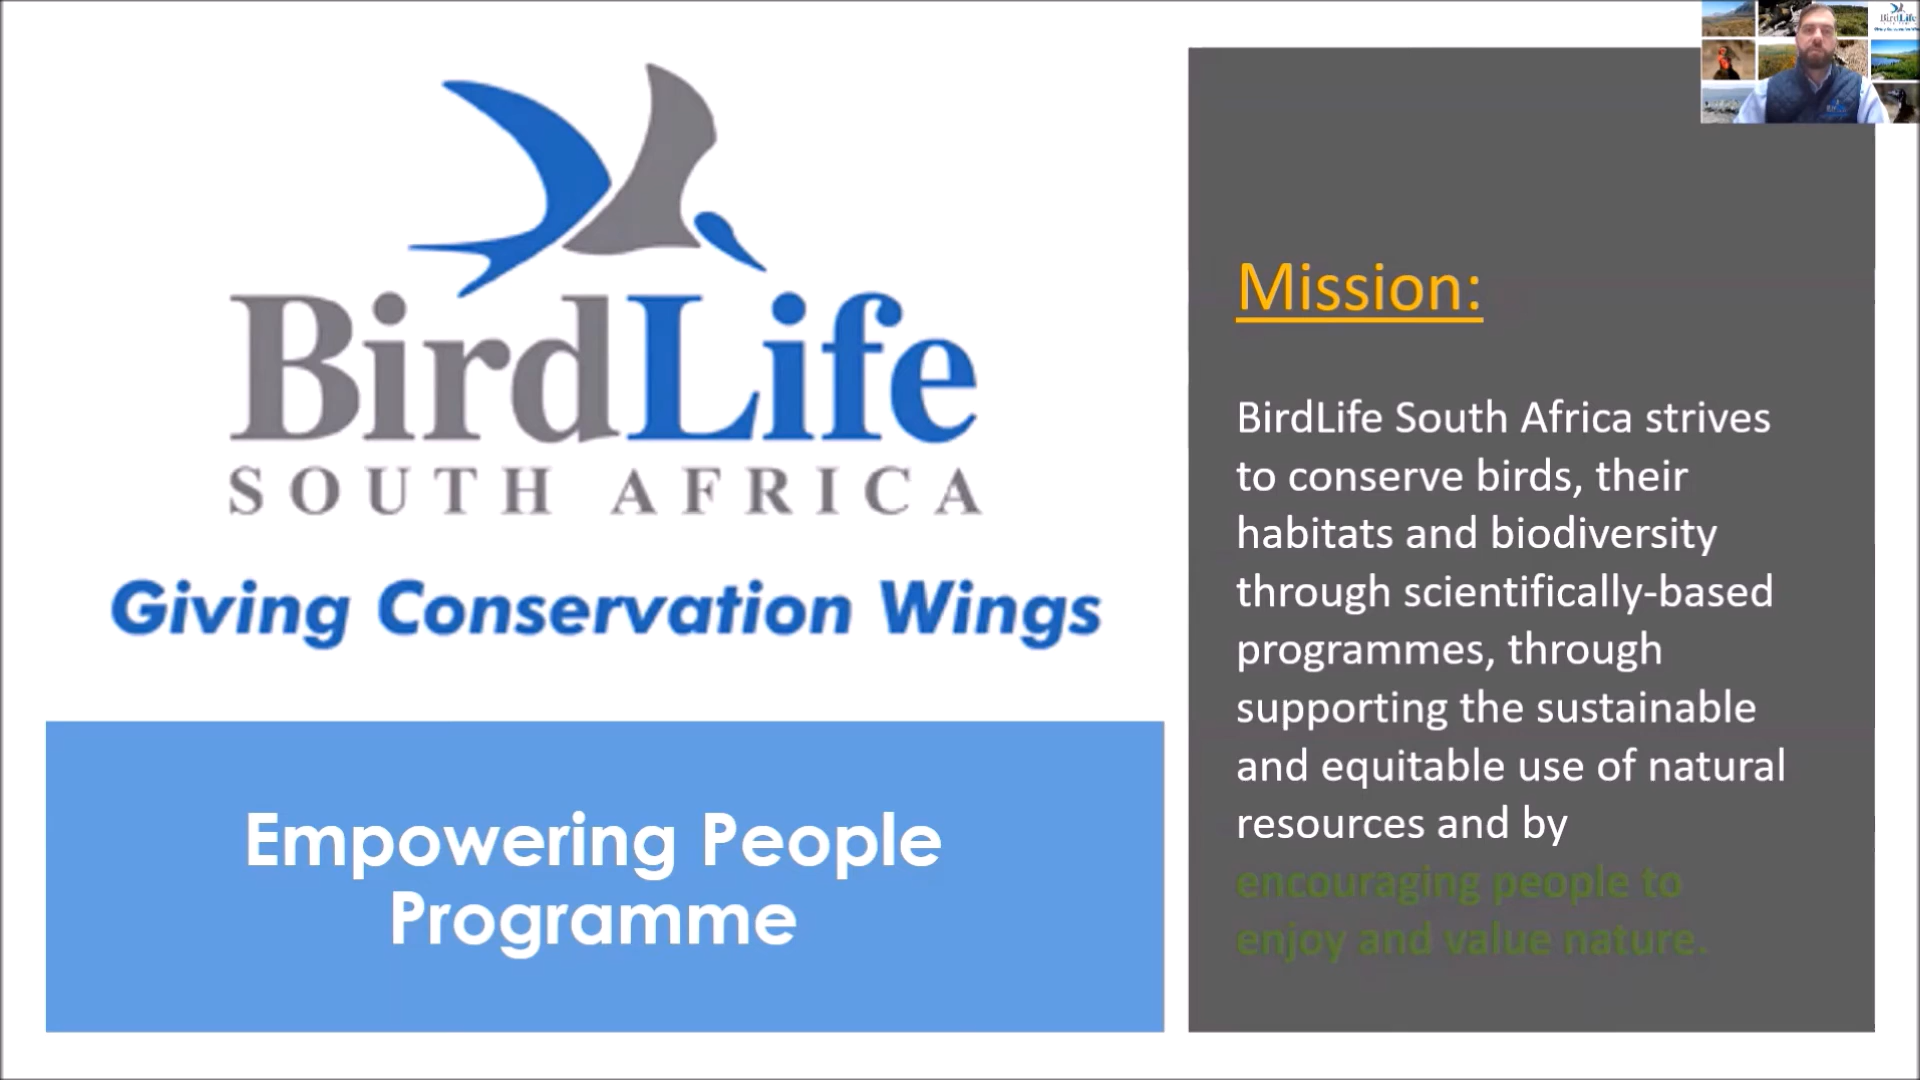 BirdLife
SOUTH AFRICA
Giving Conservation Wings
Empowering People
Programme
Mission:
BirdLife South Africa strives
to conserve birds, their
habitats and biodiversity
through scientifically-based
programmes, through
supporting the sustainable
and equitable use of natural
resources and by
encouraging people to
enjoy and value nature.
BirdLife